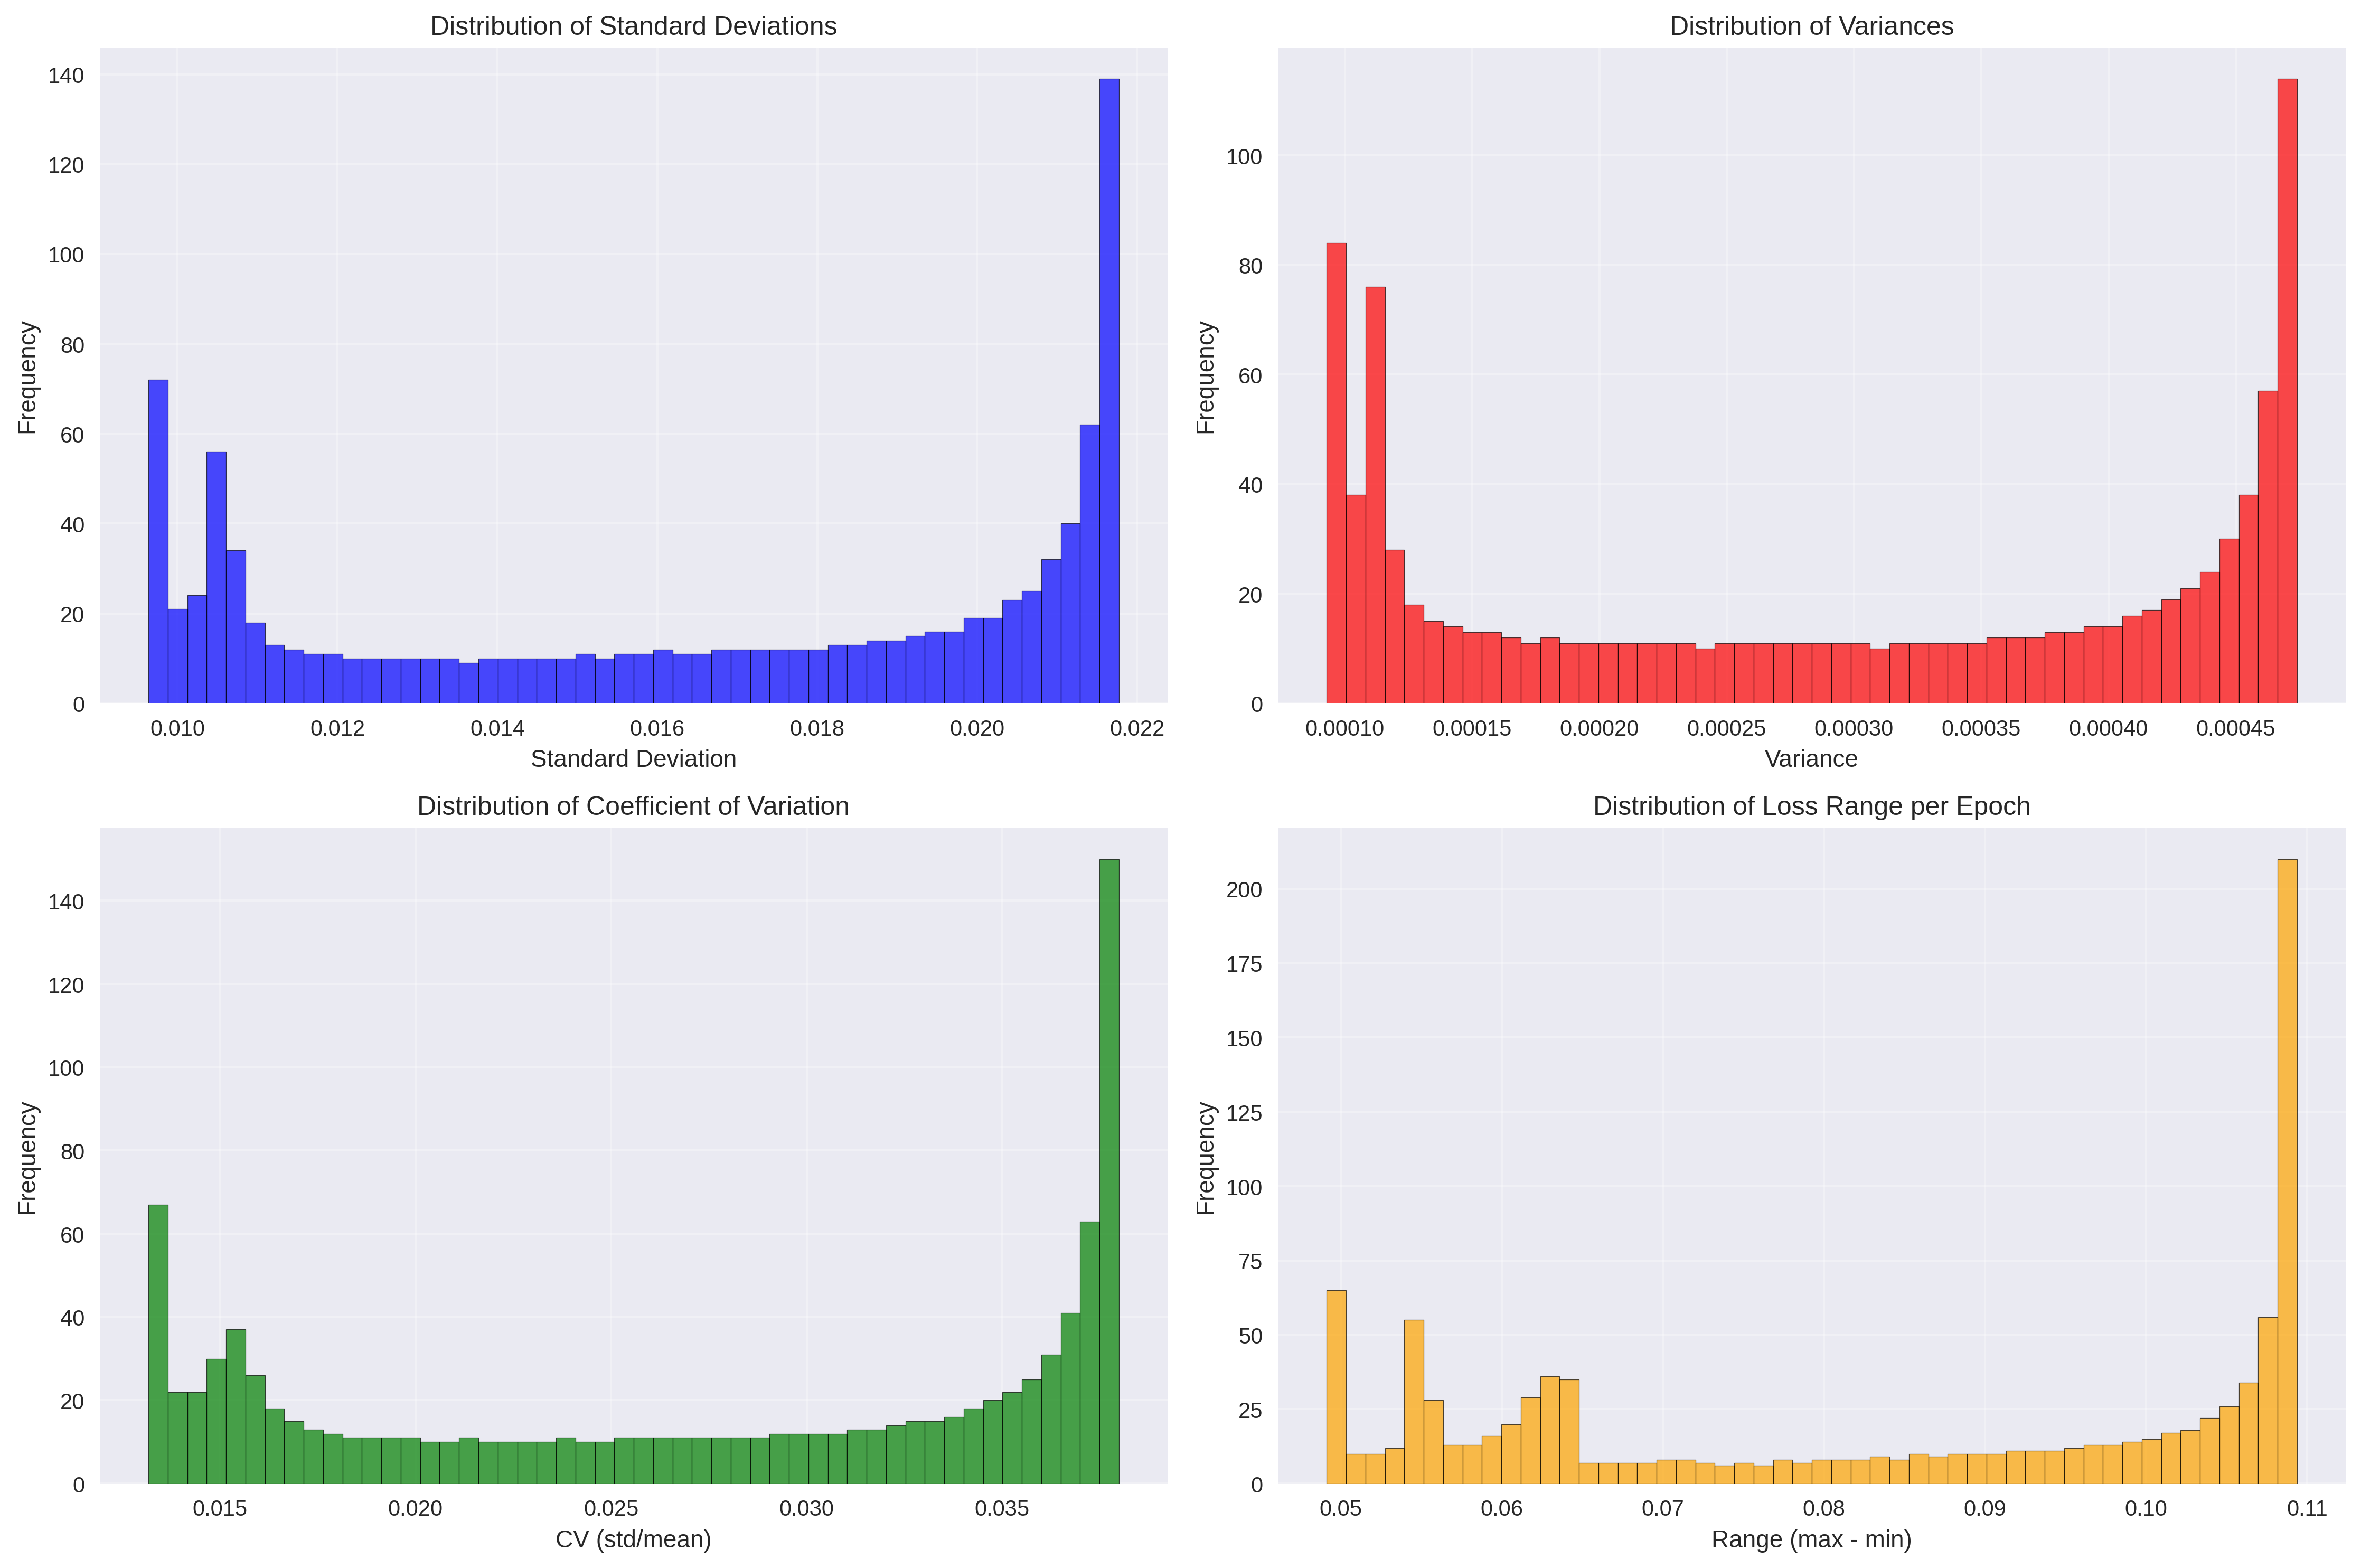 Distribution of Standard Deviations
Frequency
140
120
100
80
60
40
20
0
0.010 0.012 0.014 0.016 0.018 0.020 0.022
Standard Deviation
Distribution of Variances
Frequency
100
80
60
40
20
0
0.00010 0.00015 0.00020 0.00025 0.00030 0.00035 0.00040 0.00045
Variance
Distribution of Coefficient of Variation
Frequency
140
120
100
80
60
40
20
0
0.015 0.020 0.025 0.030 0.035
CV (std/mean)
Distribution of Loss Range per Epoch
Frequency
200
175
150
125
100
75
50
25
0
0.05 0.06 0.07 0.08 0.09 0.10 0.11
Range (max - min)